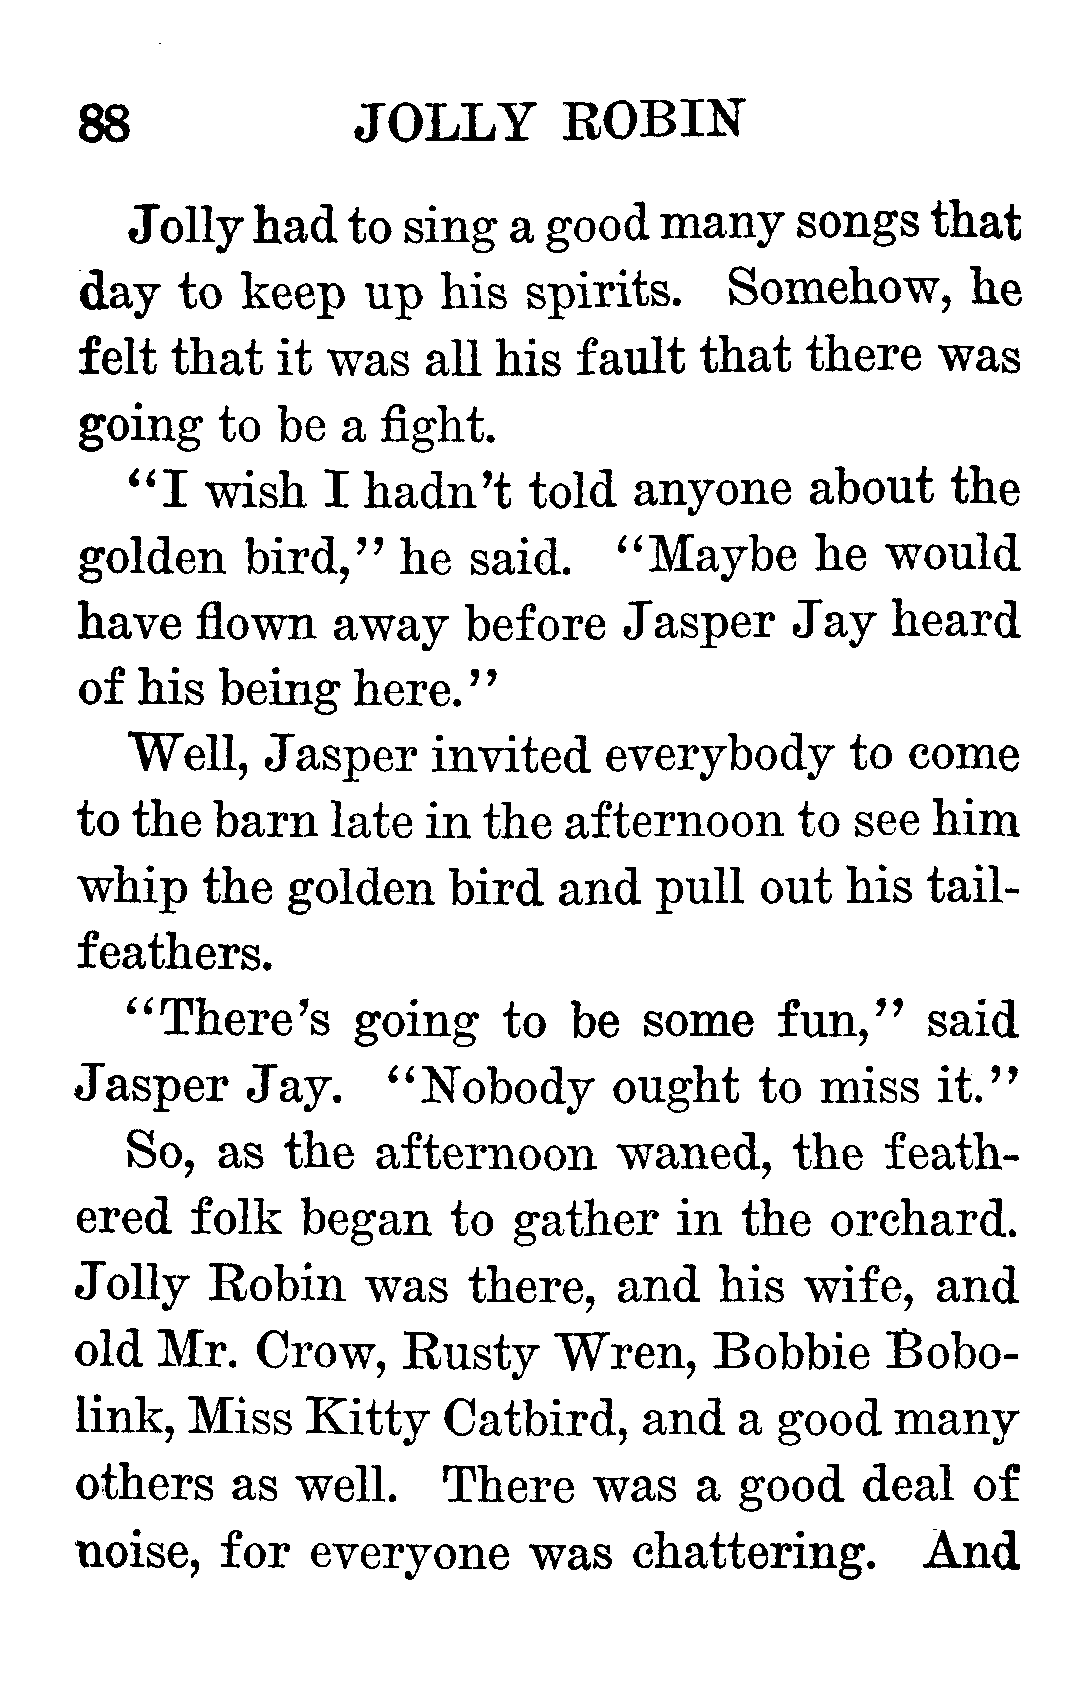 88 JOLLY ROBIN
Jolly had to sing a good many songs that
day to keep up his spirits. Somehow, he
felt that it was all his fault that there was
going to be a fight.
"I wish I hadn't told anyone about the
golden bird," he said. "Maybe he would
have flown away before Jasper Jay heard
of his being here."
Well, Jasper invited everybody to come
to the barn late in the afternoon to see him
whip the golden bird and pull out his tail-
feathers.
"There's going to be some fun," said
Jasper Jay. "Nobody ought to miss it."
So, as the afternoon waned, the feath-
ered folk began to gather in the orchard.
Jolly Robin was there, and his wife, and
old Mr. Crow, Rusty Wren, Bobbie Bobo-
link, Miss Kitty Catbird, and a good many
others as well. There was a good deal of
noise, for everyone was chattering. And